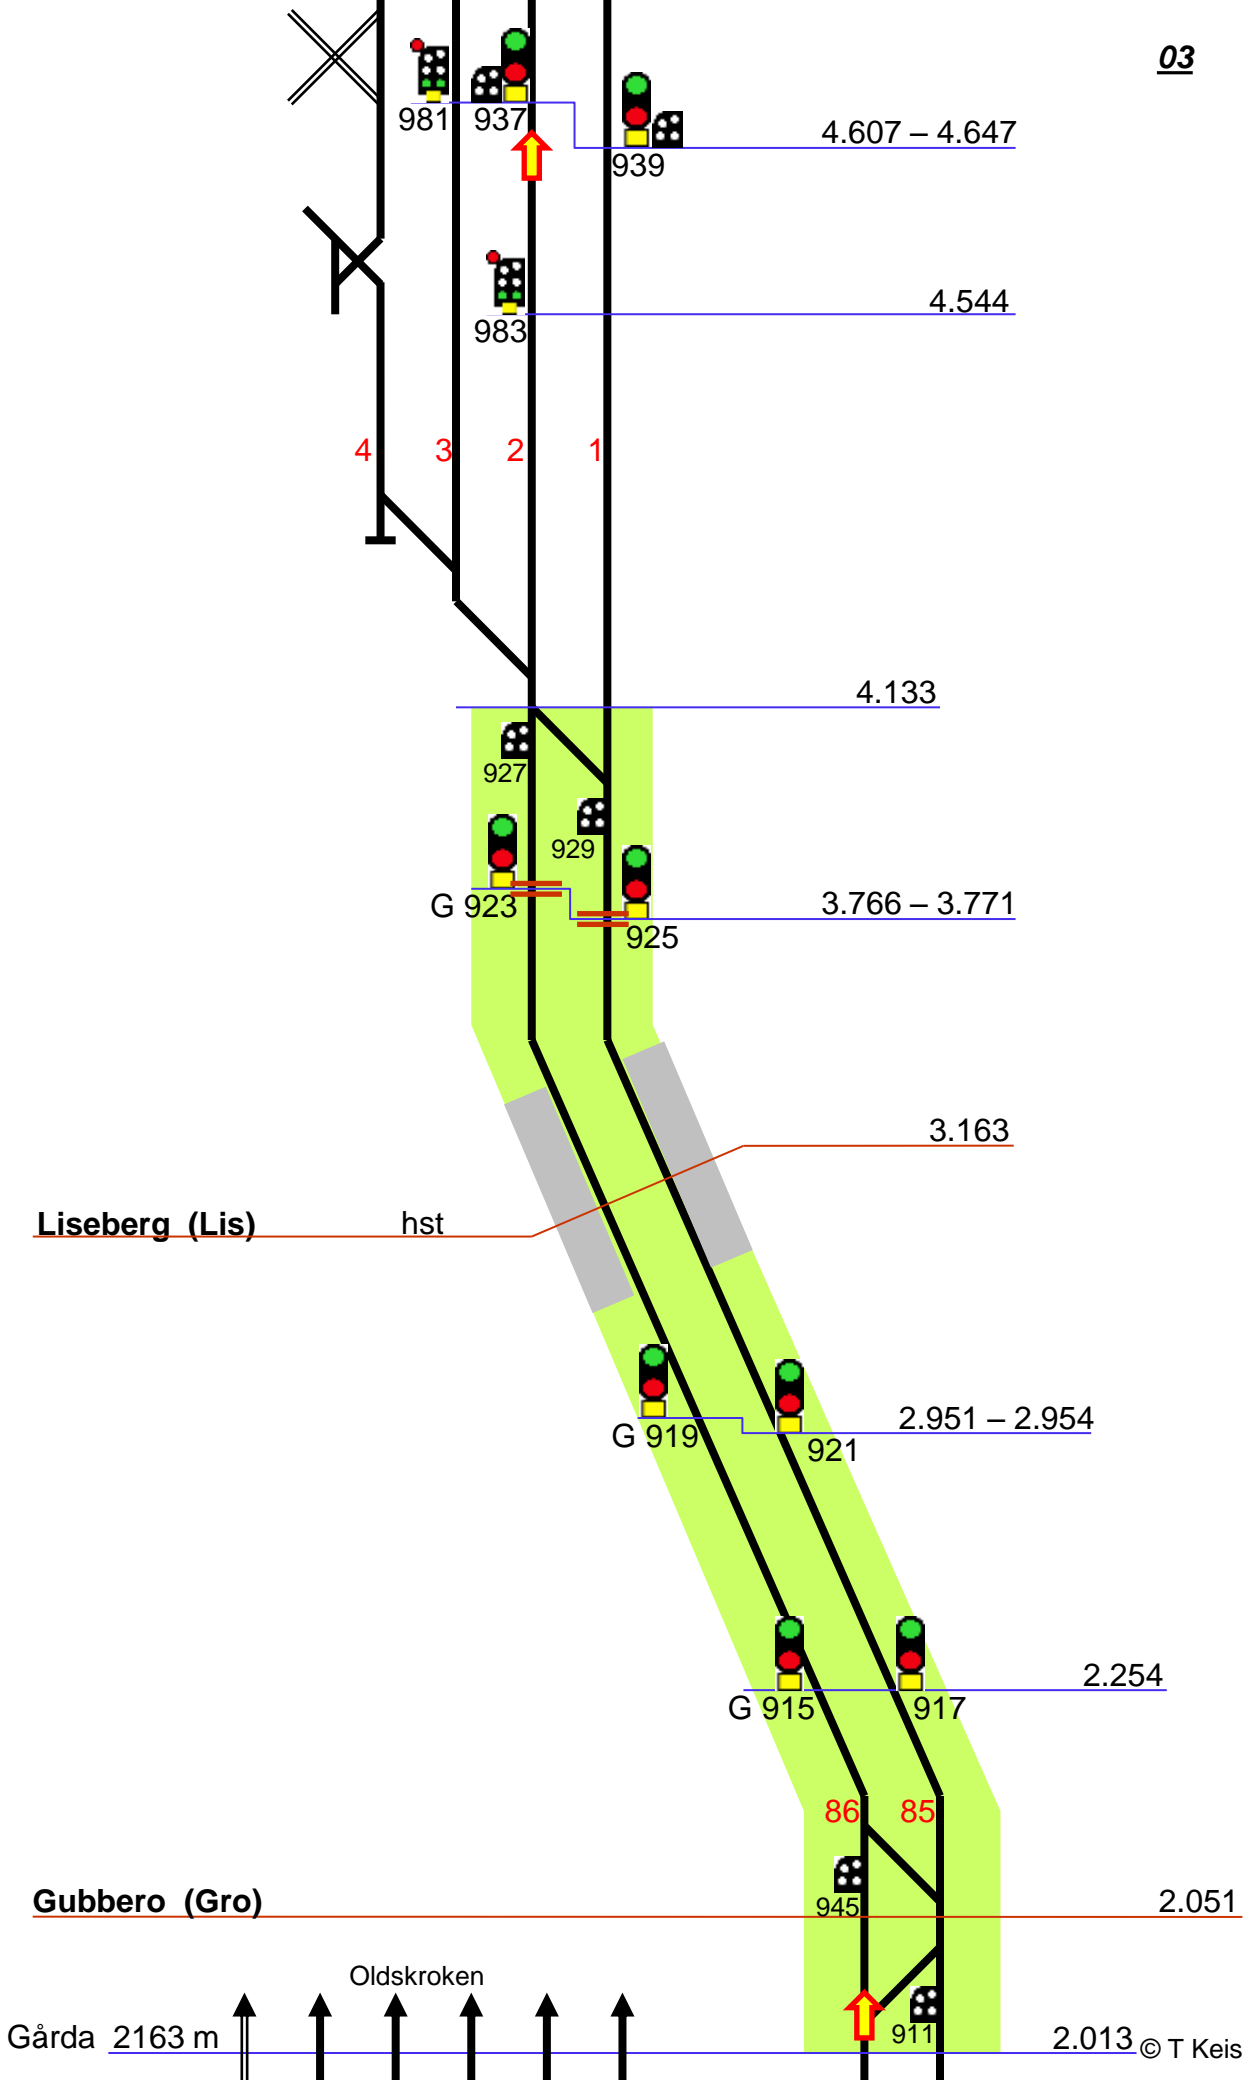 03
981
937
939
4.607 – 4.647
983
4.544
4
3
2
1
4.133
927
929
G 923
925
3.766 – 3.771
3.163
Liseberg (Lis) hst
G 919
921
2.951 – 2.954
G 915
917
2.254
86
85
945
Gubbero (Gro)
2.051
Oldskroken
911
Gårda 2163 m
2.013
© T Keis